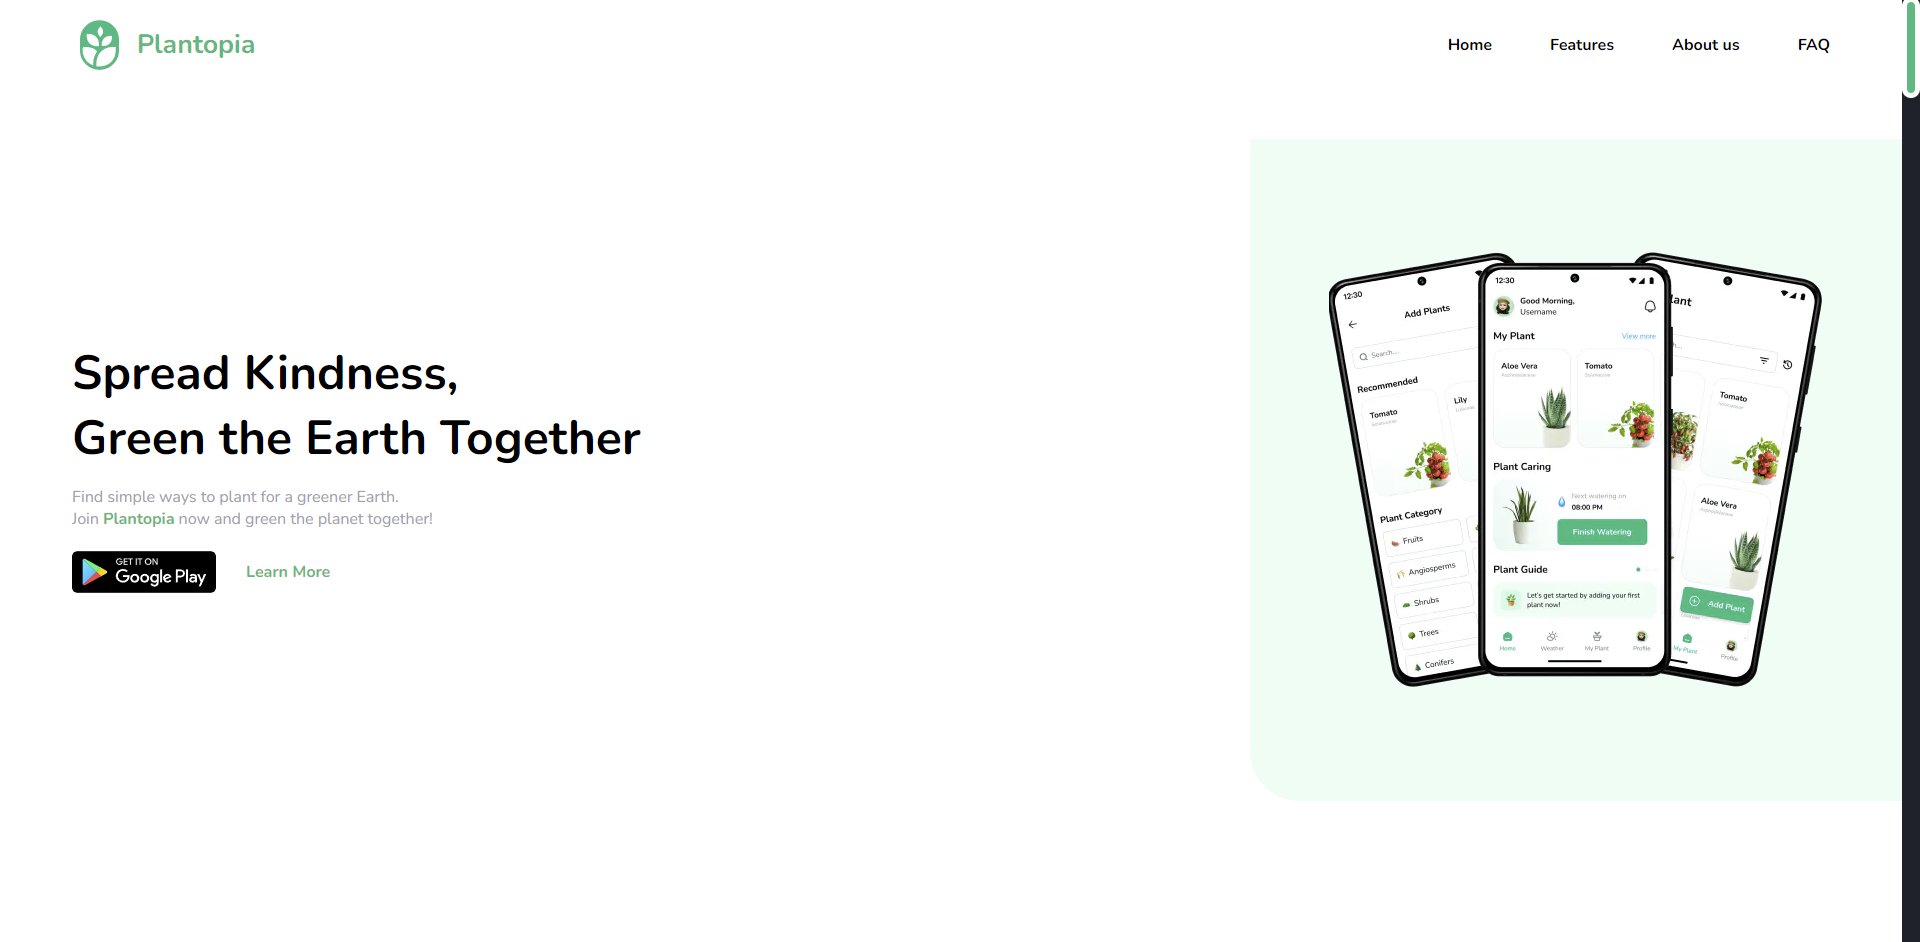 Plantopia
Home
Features
About us
FAQ
Spread Kindness,
Green the Earth Together
Find simple ways to plant for a greener Earth.
Join Plantopia now and green the planet together!
GET IT ON
Google Play
Learn More
12:30
Add Plants
Search...
Recommended
Tomato
Solanaceae
Lily
Plant Category
Fruits
Angiosperms
Shrubs
Trees
Conifers
12:30
Good Morning,
Username
My Plant
View more
Aloe Vera
Asphodelaceae
Tomato
Solanaceae
Plant Caring
Next watering on
08:00 PM
Finish Watering
Plant Guide
Let's get started by adding your first
plant now!
Home
Weather
My Plant
Profile
Tomato
Solanaceae
Aloe Vera
Asphodelaceae
Add Plant
My Plant
Profile